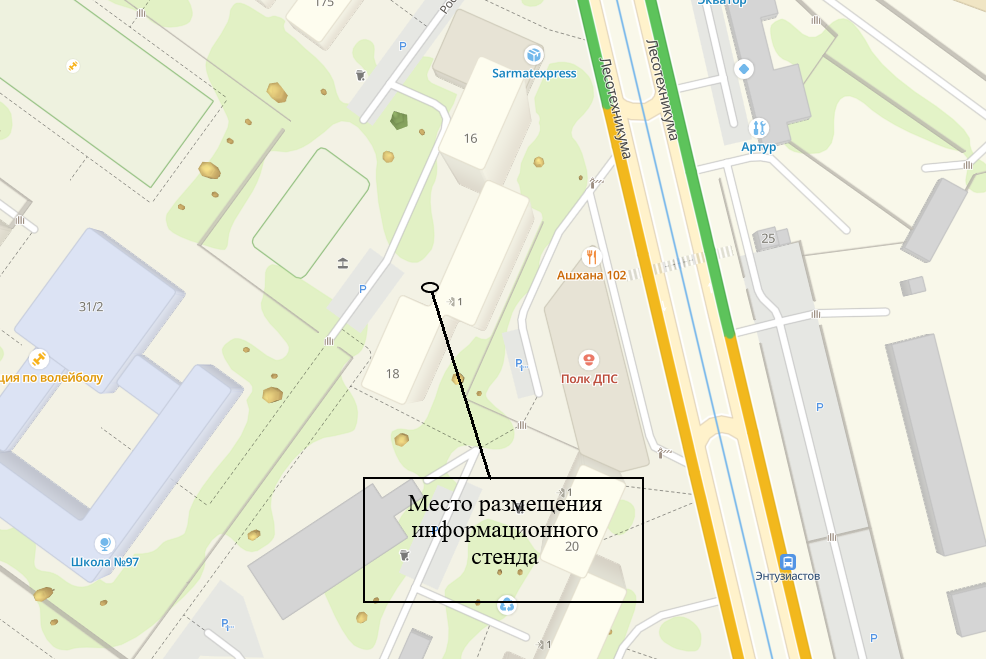 175
Рос
Экватор
P
Sarmatexpress
Лесотехникума
Лесотехникума
16
Артур
25
Ашхана 102
P
31/2
1
P
Полк ДПС
18
ция по волейболу
P
Место размещения
информационного
стенда
1
20
Школа №97
Энтузиастов
P
P
1